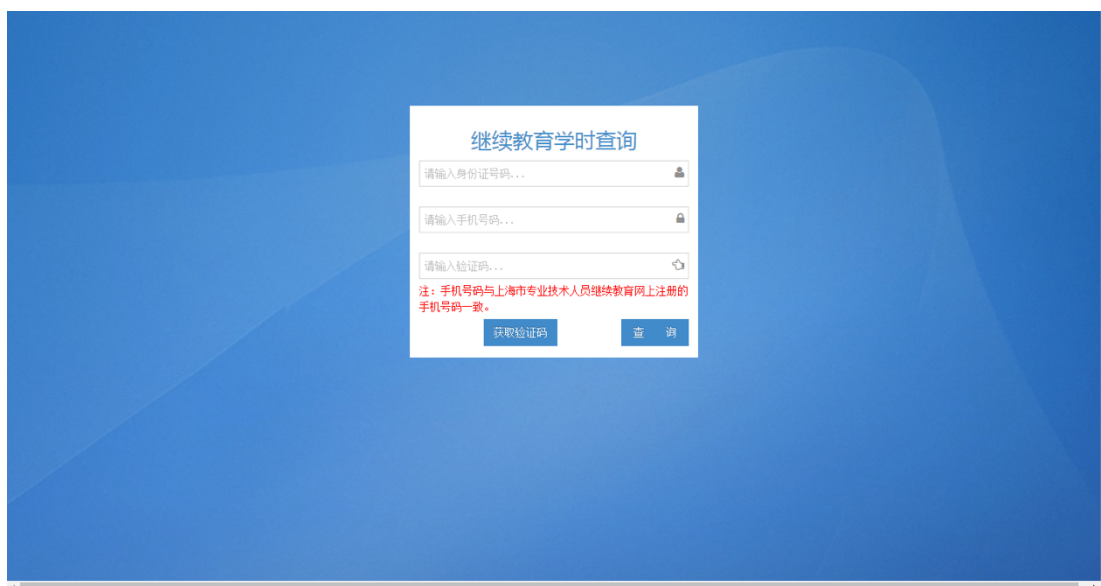 继续教育学时查询
请输入身份证号码...
请输入手机号码...
请输入验证码...
注：手机号码与上海市专业技术人员继续教育网上注册的
手机号码一致。
获取验证码
查 询